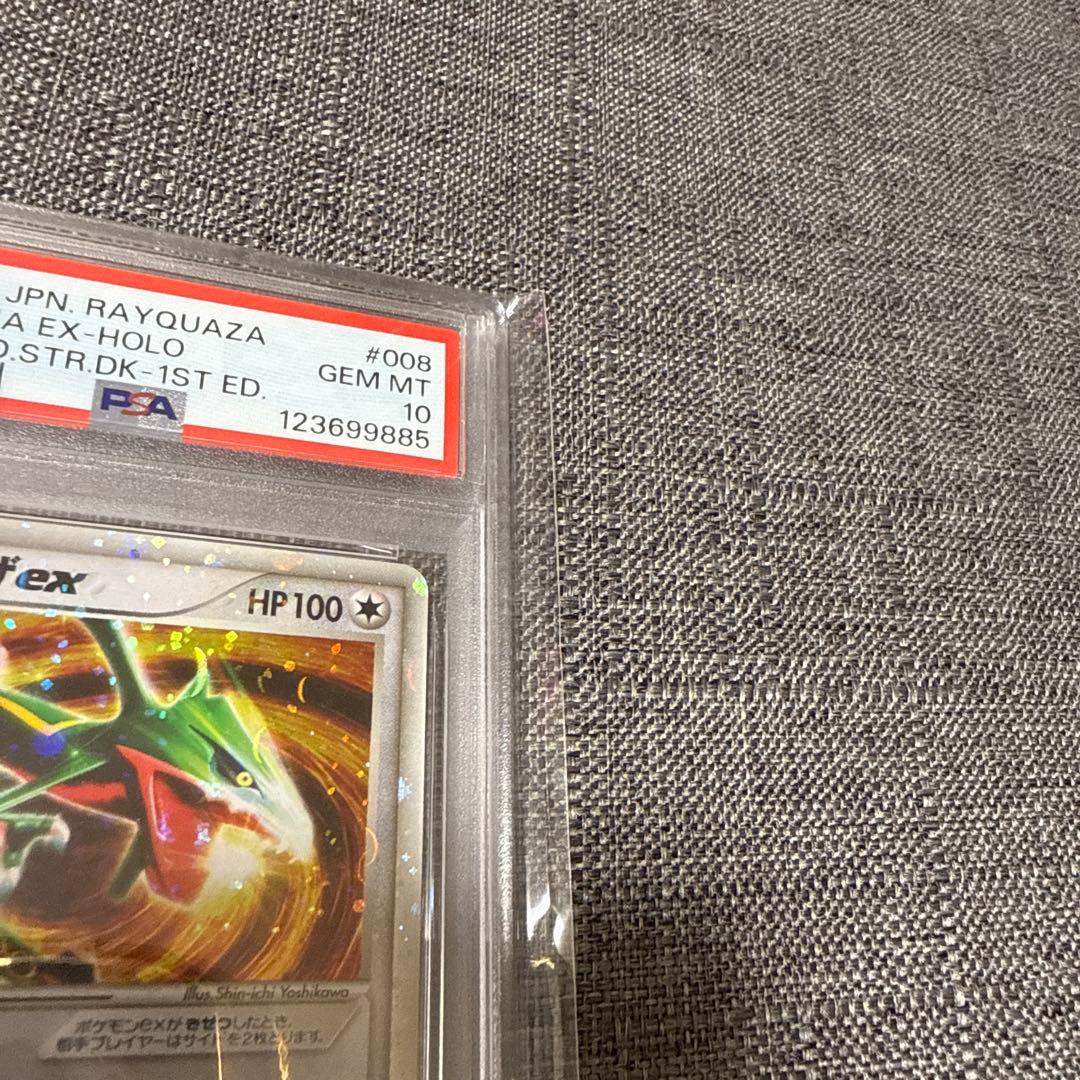 JPN. RAYQUAZA
A EX-HOLO
#008
.STR.DK-1ST ED.
GEM MT
PSA
10
123699885
ex
HP100
Illus. Shin-ichi Yoshikawa
ポケモンexがきぜつしたとき、
相手プレイヤーはサイドを2枚とります。